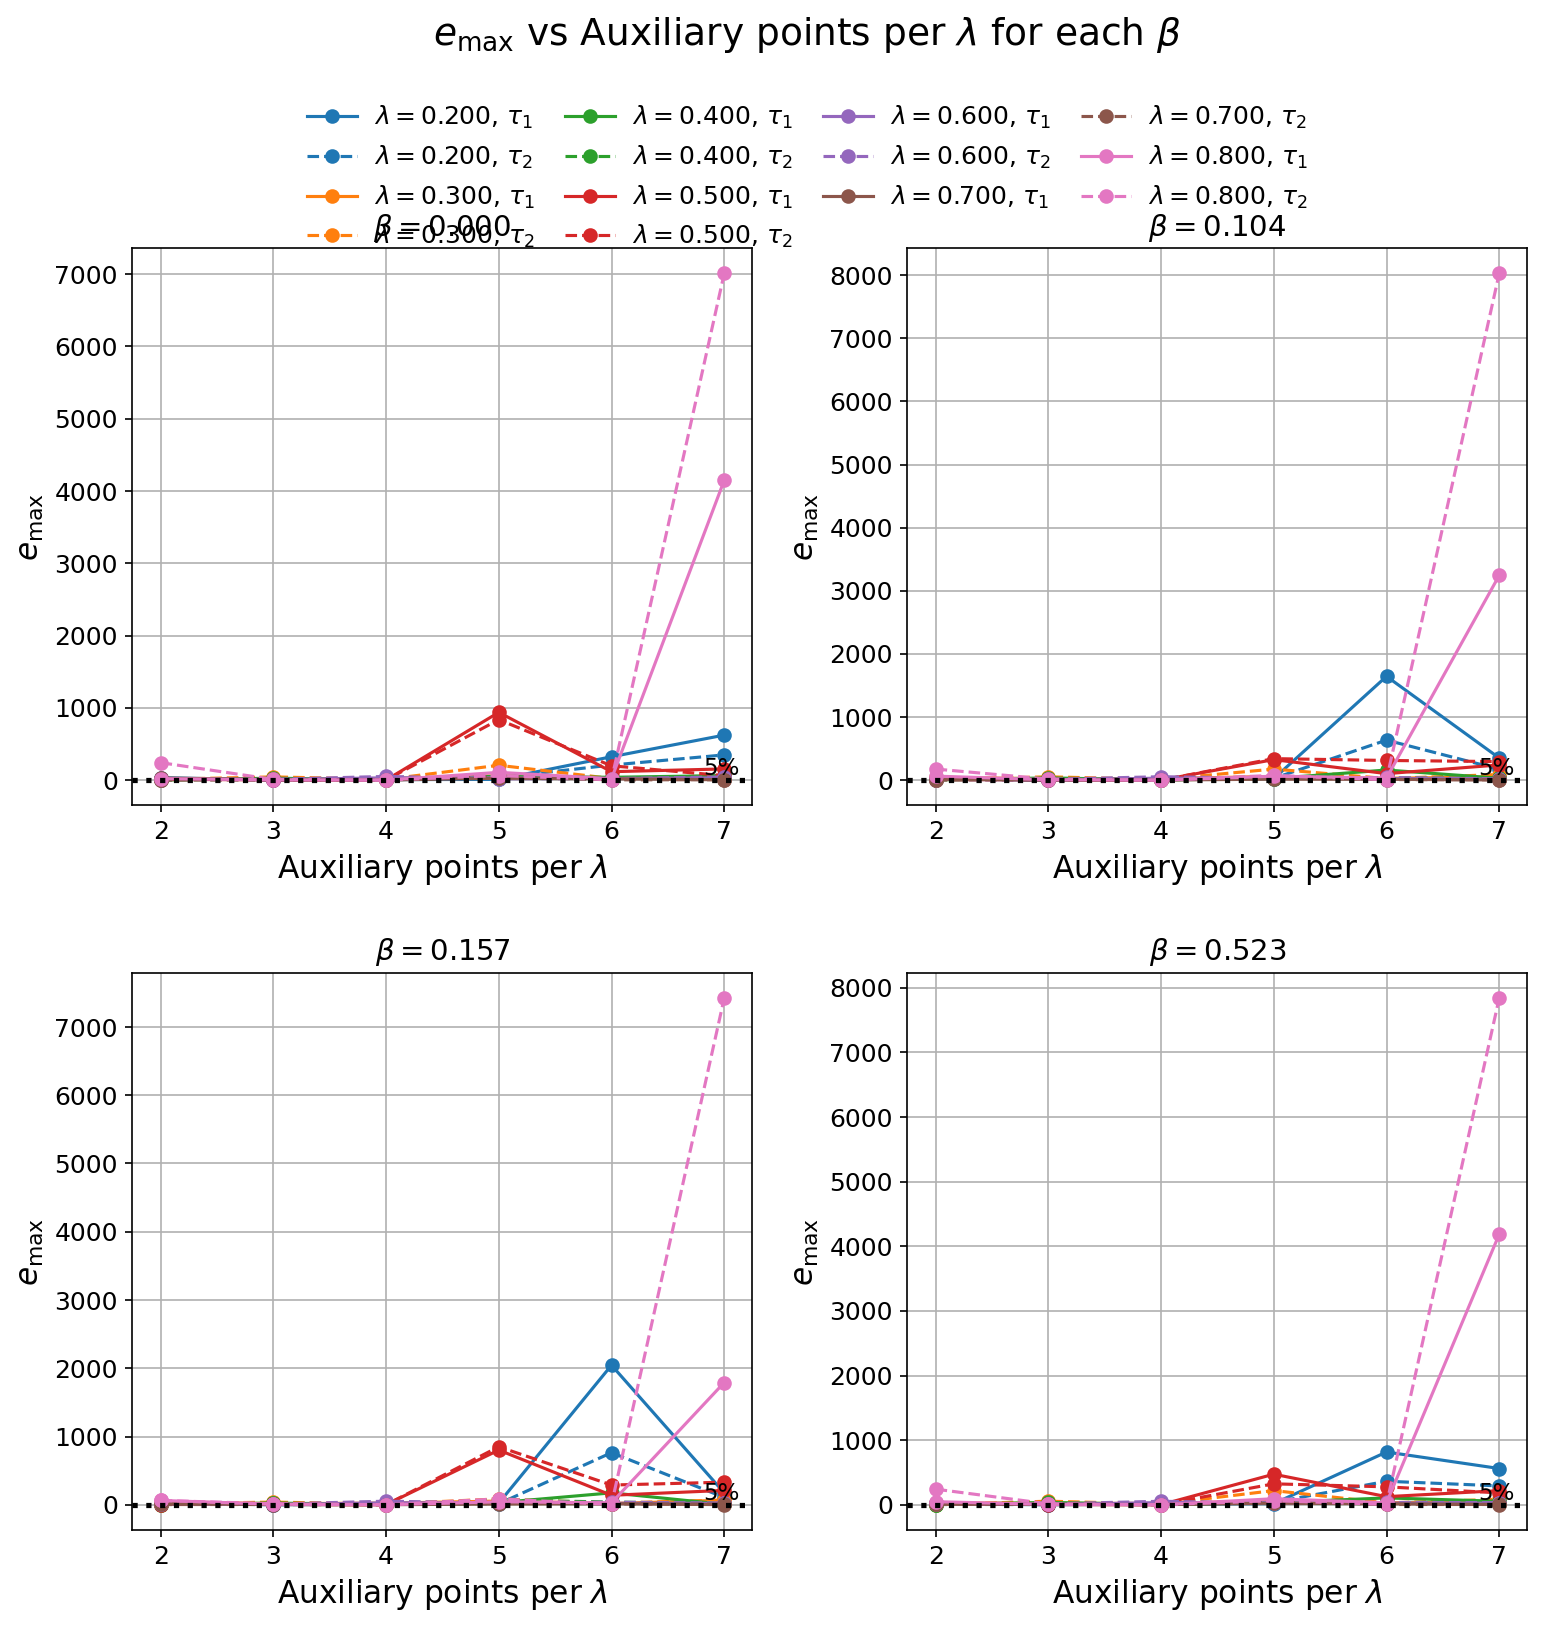 e_max vs Auxiliary points per λ for each β
λ = 0.200, τ₁
λ = 0.200, τ₂
λ = 0.300, τ₁
λ = 0.300, τ₂
λ = 0.400, τ₁
λ = 0.400, τ₂
λ = 0.500, τ₁
λ = 0.500, τ₂
λ = 0.600, τ₁
λ = 0.600, τ₂
λ = 0.700, τ₁
λ = 0.700, τ₂
λ = 0.800, τ₁
λ = 0.800, τ₂
β = 0.000
7000
6000
5000
4000
3000
2000
1000
0
e_max
5%
2 3 4 5 6 7
Auxiliary points per λ
β = 0.104
8000
7000
6000
5000
4000
3000
2000
1000
0
e_max
5%
2 3 4 5 6 7
Auxiliary points per λ
β = 0.157
7000
6000
5000
4000
3000
2000
1000
0
e_max
5%
2 3 4 5 6 7
Auxiliary points per λ
β = 0.523
8000
7000
6000
5000
4000
3000
2000
1000
0
e_max
5%
2 3 4 5 6 7
Auxiliary points per λ